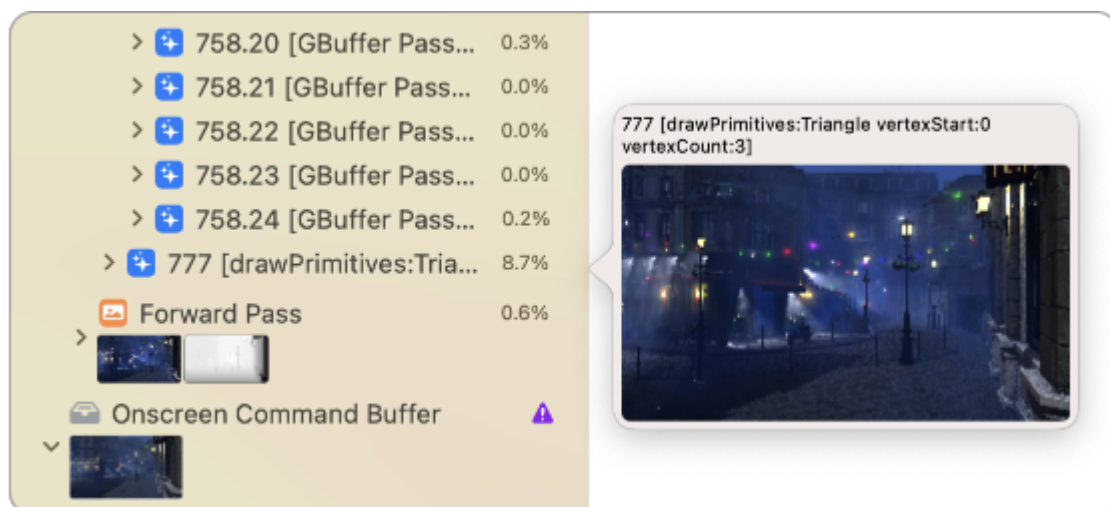 758.20 [GBuffer Pass... 0.3%
758.21 [GBuffer Pass... 0.0%
758.22 [GBuffer Pass... 0.0%
758.23 [GBuffer Pass... 0.0%
758.24 [GBuffer Pass... 0.2%
777 [drawPrimitives:Tria... 8.7%
Forward Pass 0.6%
Onscreen Command Buffer
777 [drawPrimitives:Triangle vertexStart:0
vertexCount:3]